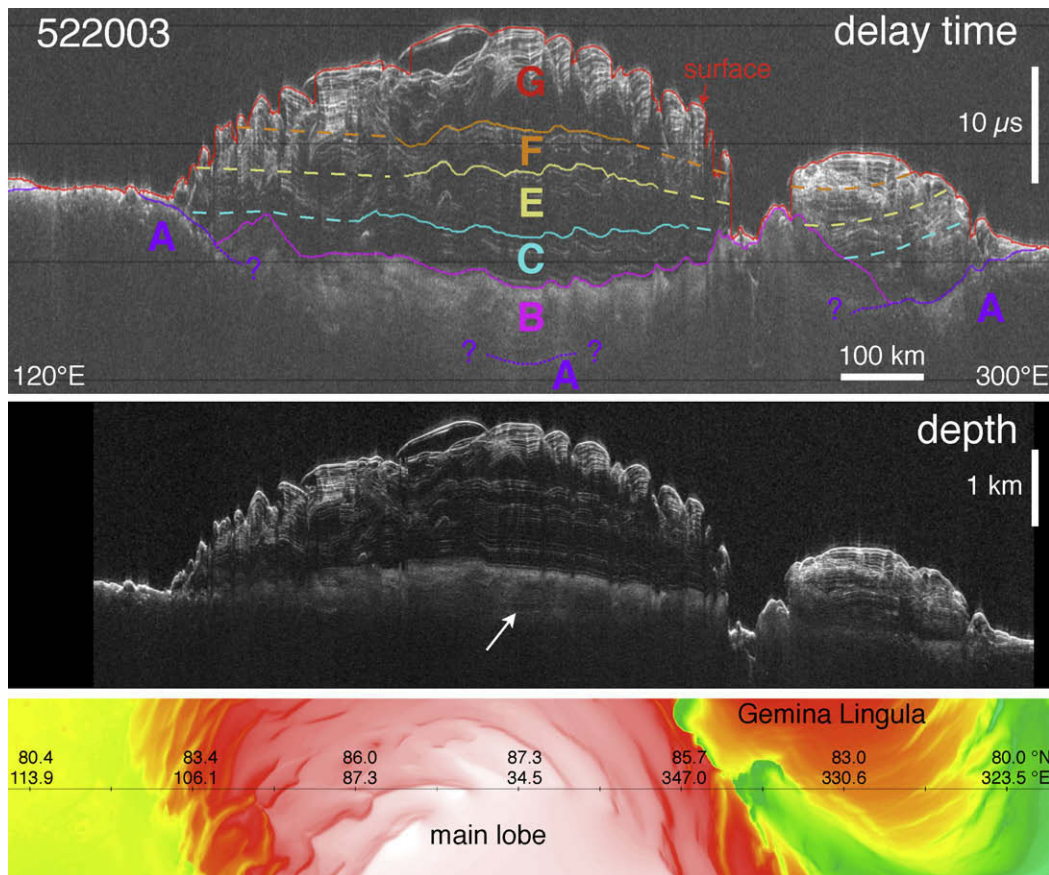 522003
delay time
surface
G
10 µs
F
E
A
?
C
B
?
A
? ?
A
100 km
120°E
300°E
depth
1 km
Gemina Lingula
80.4 83.4 86.0 87.3 85.7 83.0 80.0 °N
113.9 106.1 87.3 34.5 347.0 330.6 323.5 °E
main lobe